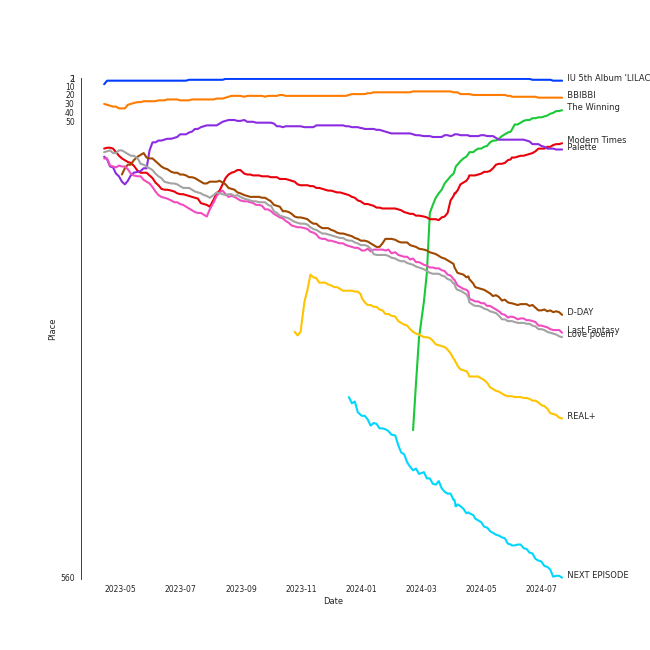 1
2
10
20
30
40
50
560
Place
IU 5th Album 'LILAC
BBIBBI
The Winning
Modern Times
Palette
D-DAY
Last Fantasy
Love poem
REAL+
NEXT EPISODE
2023-05
2023-07
2023-09
2023-11
2024-01
2024-03
2024-05
2024-07
Date